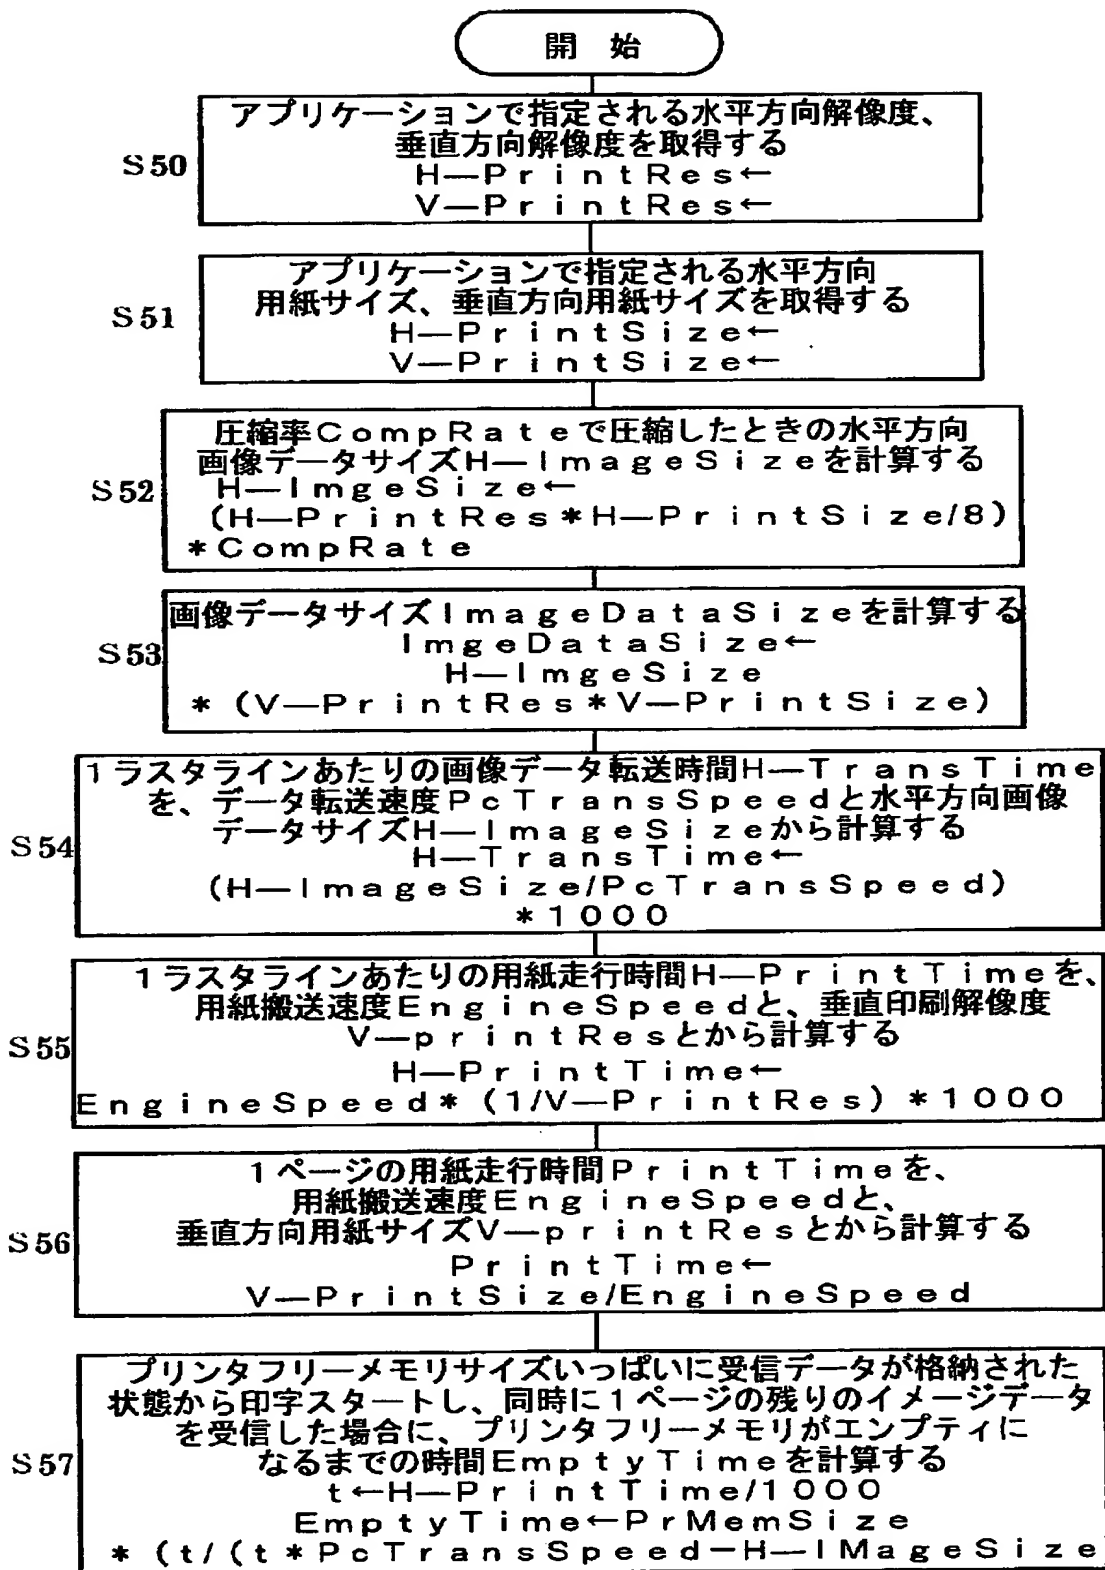 開 始
S50
アプリケーションで指定される水平方向解像度、
垂直方向解像度を取得する
H―PrintRes←
V―PrintRes←
S51
アプリケーションで指定される水平方向
用紙サイズ、垂直方向用紙サイズを取得する
H―PrintSize←
V―PrintSize←
S52
圧縮率CompRateで圧縮したときの水平方向
画像データサイズH―ImageSizeを計算する
H―ImgeSize←
(H―PrintRes*H―PrintSize/8)
*CompRate
S53
画像データサイズImageDataSizeを計算する
ImgeDataSize←
H―ImgeSize
*(V―PrintRes*V―PrintSize)
S54
1ラスタラインあたりの画像データ転送時間H―TransTime
を、データ転送速度PcTransSpeedと水平方向画像
データサイズH―ImageSizeから計算する
H―TransTime←
(H―ImageSize/PcTransSpeed)
*1000
S55
1ラスタラインあたりの用紙走行時間H―PrintTimeを、
用紙搬送速度EngineSpeedと、垂直印刷解像度
V―printResとから計算する
H―PrintTime←
EngineSpeed*(1/V―PrintRes)*1000
S56
1ページの用紙走行時間PrintTimeを、
用紙搬送速度EngineSpeedと、
垂直方向用紙サイズV―printResとから計算する
PrintTime←
V―PrintSize/EngineSpeed
S57
プリンタフリーメモリサイズいっぱいに受信データが格納された
状態から印字スタートし、同時に1ページの残りのイメージデータ
を受信した場合に、プリンタフリーメモリがエンプティに
なるまでの時間EmptyTimeを計算する
t←H―PrintTime/1000
EmptyTime←PrMemSize
*(t/(t*PcTransSpeed−H―IMageSize